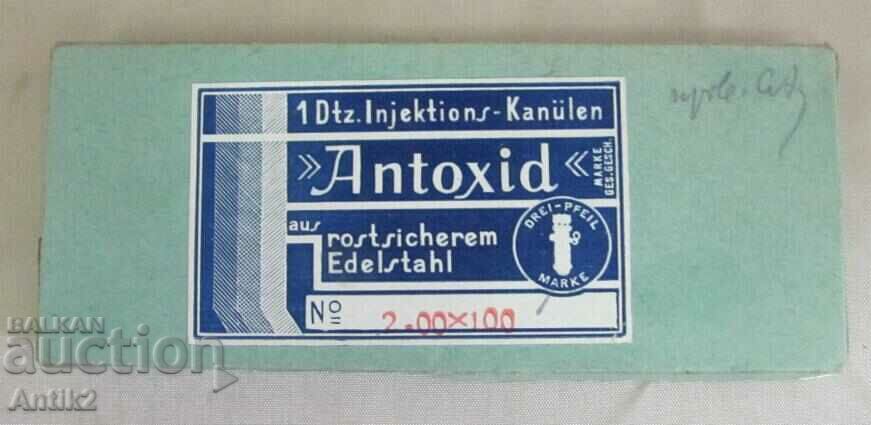 1 Dtz. Injektions-Kanülen
»Antoxid«
MARKE
GES. GESCH.
aus
rostsicherem
Edelstahl
DREI-PFEIL
MARKE
No
2.00×100
BALKAN
auction
Antik2